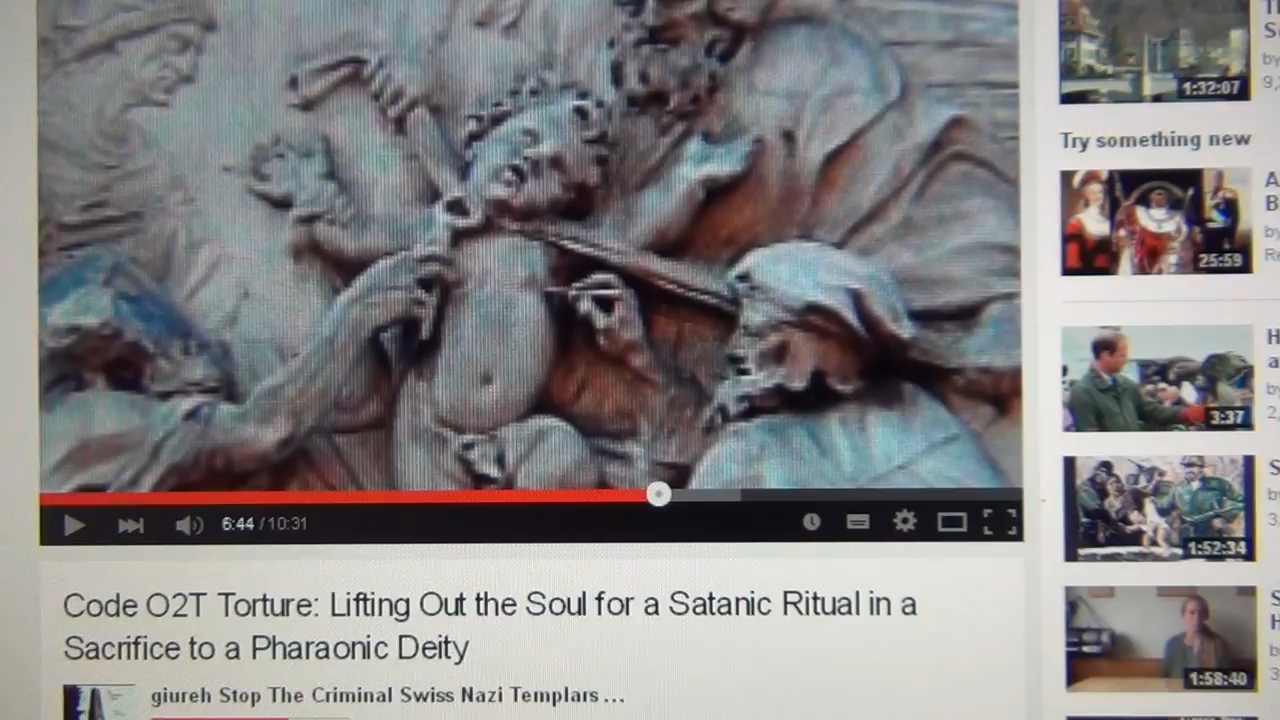 1:32:07
Try something new
25:59
3:37
1:52:34
1:58:40
6:44 / 10:31
Code O2T Torture: Lifting Out the Soul for a Satanic Ritual in a
Sacrifice to a Pharaonic Deity
giureh Stop The Criminal Swiss Nazi Templars ...